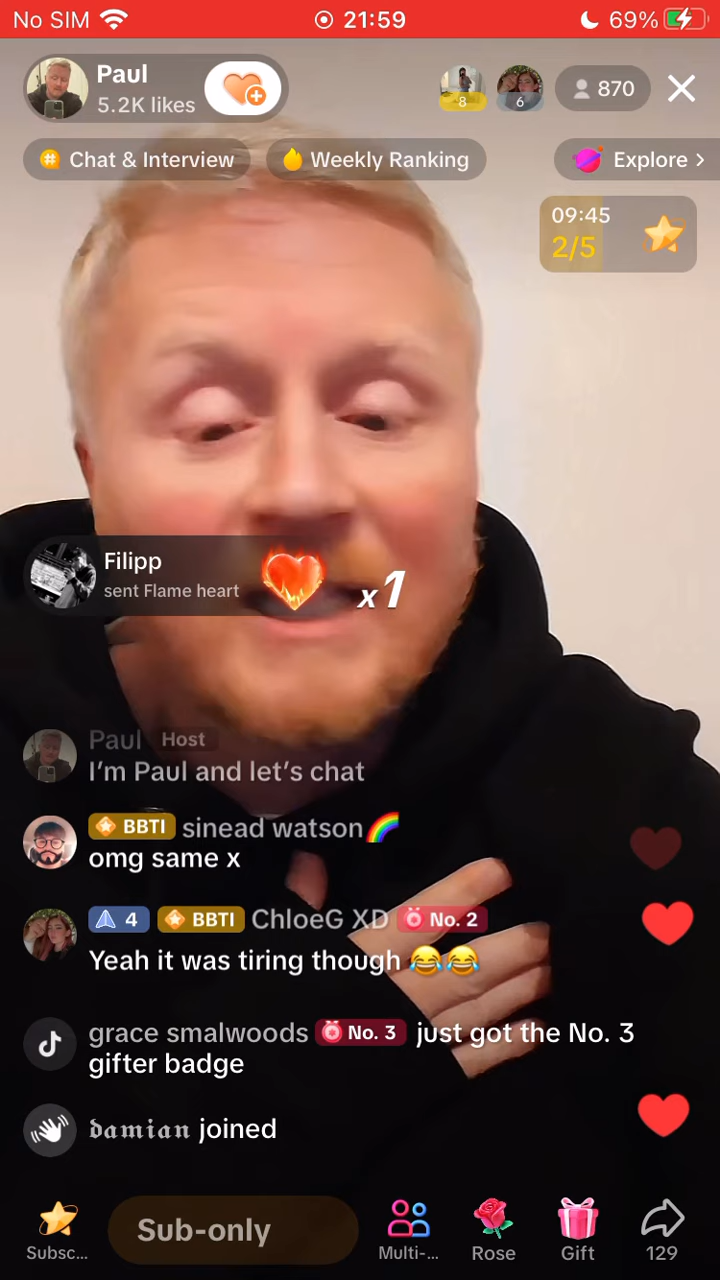 No SIM 21:59 69%
Paul
5.2K likes
8 6 870
Chat & Interview Weekly Ranking Explore >
09:45
2/5
Filipp
sent Flame heart x1
Paul Host
I'm Paul and let's chat
BBTI sinead watson🌈
omg same x
4 BBTI ChloeG XD No. 2
Yeah it was tiring though 😂😂
grace smalwoods No. 3 just got the No. 3
gifter badge
𝖉𝖆𝖒𝖎𝖆𝖓 joined
Sub-only
Subsc... Multi-... Rose Gift 129